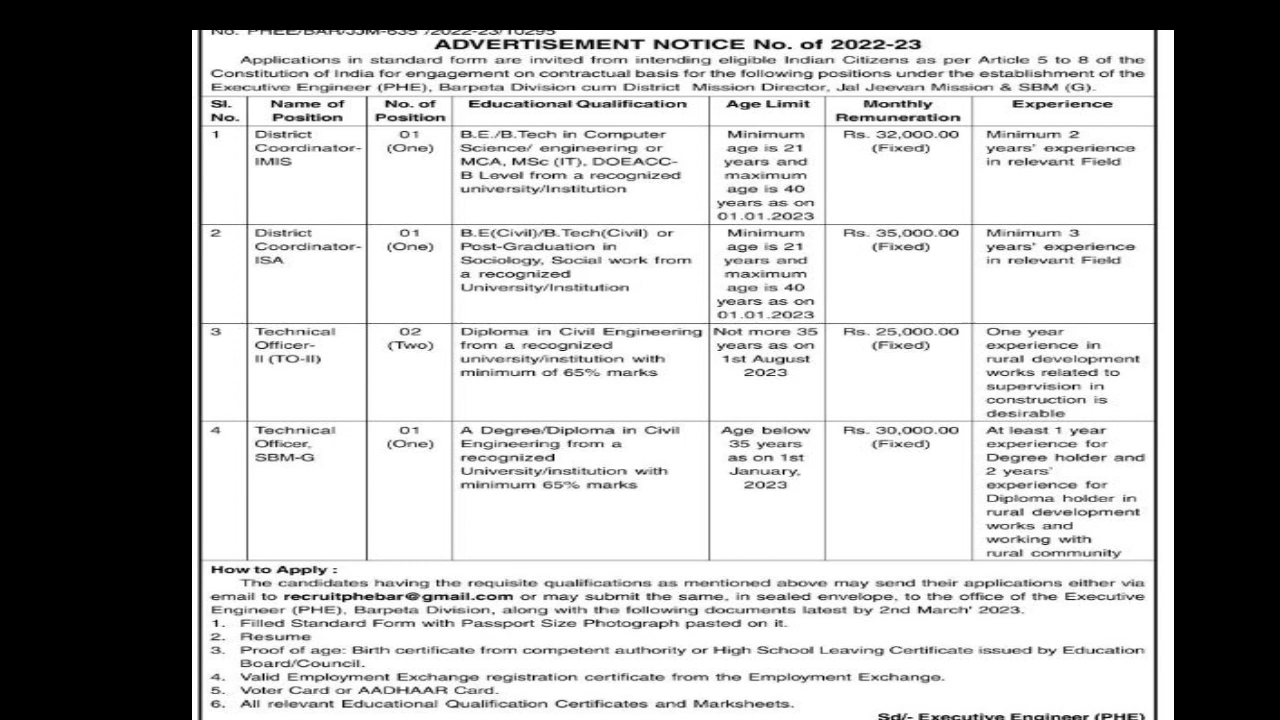 No. PHEE/BAR/JJM-635 /2022-23/10295
ADVERTISEMENT NOTICE No. of 2022-23
Applications in standard form are invited from intending eligible Indian Citizens as per Article 5 to 8 of the
Constitution of India for engagement on contractual basis for the following positions under the establishment of the
Executive Engineer (PHE), Barpeta Division cum District Mission Director, Jal Jeevan Mission & SBM (G).
Sl. No. Name of Position No. of Position Educational Qualification Age Limit Monthly Remuneration Experience
1
District
Coordinator-
IMIS
01
(One)
B.E./B.Tech in Computer
Science/ engineering or
MCA, MSc (IT), DOEACC-
B Level from a recognized
university/Institution
Minimum
age is 21
years and
maximum
age is 40
years as on
01.01.2023
Rs. 32,000.00
(Fixed)
Minimum 2
years' experience
in relevant Field
2
District
Coordinator-
ISA
01
(One)
B.E(Civil)/B.Tech(Civil) or
Post-Graduation in
Sociology, Social work from
a recognized
University/Institution
Minimum
age is 21
years and
maximum
age is 40
years as on
01.01.2023
Rs. 35,000.00
(Fixed)
Minimum 3
years' experience
in relevant Field
3
Technical
Officer-
II (TO-II)
02
(Two)
Diploma in Civil Engineering
from a recognized
university/institution with
minimum of 65% marks
Not more 35
years as on
1st August
2023
Rs. 25,000.00
(Fixed)
One year
experience in
rural development
works related to
supervision in
construction is
desirable
4
Technical
Officer,
SBM-G
01
(One)
A Degree/Diploma in Civil
Engineering from a
recognized
University/institution with
minimum 65% marks
Age below
35 years
as on 1st
January,
2023
Rs. 30,000.00
(Fixed)
At least 1 year
experience for
Degree holder and
2 years'
experience for
Diploma holder in
rural development
works and
working with
rural community
How to Apply :
The candidates having the requisite qualifications as mentioned above may send their applications either via
email to recruitphebar@gmail.com or may submit the same, in sealed envelope, to the office of the Executive
Engineer (PHE), Barpeta Division, along with the following documents latest by 2nd March' 2023.
1. Filled Standard Form with Passport Size Photograph pasted on it.
2. Resume
3. Proof of age: Birth certificate from competent authority or High School Leaving Certificate issued by Education
Board/Council.
4. Valid Employment Exchange registration certificate from the Employment Exchange.
5. Voter Card or AADHAAR Card.
6. All relevant Educational Qualification Certificates and Marksheets.
Sd/- Executive Engineer (PHE)